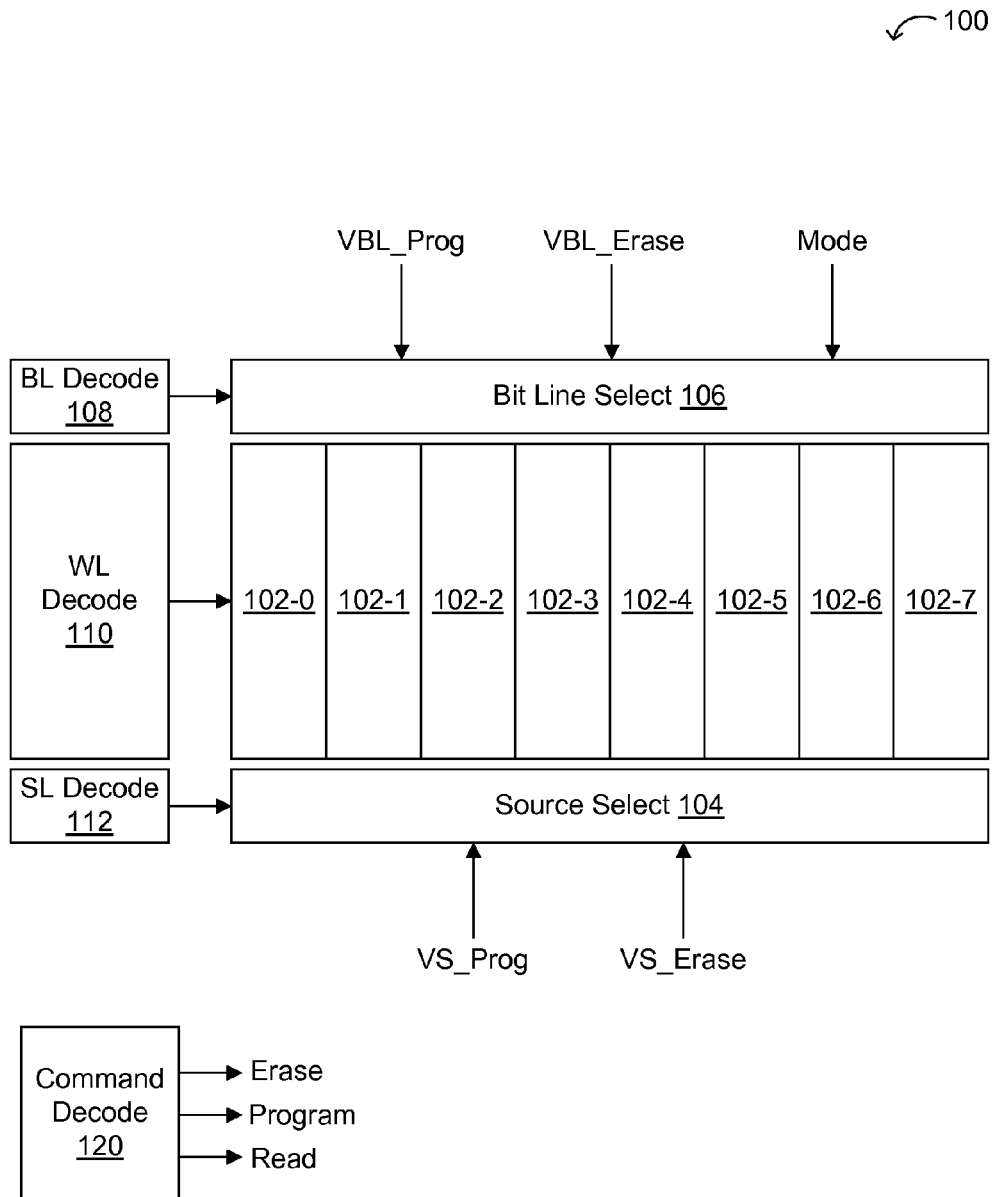 100
VBL_Prog
VBL_Erase
Mode
BL Decode
108
Bit Line Select 106
WL
Decode
110
102-0
102-1
102-2
102-3
102-4
102-5
102-6
102-7
SL Decode
112
Source Select 104
VS_Prog
VS_Erase
Command
Decode
120
Erase
Program
Read